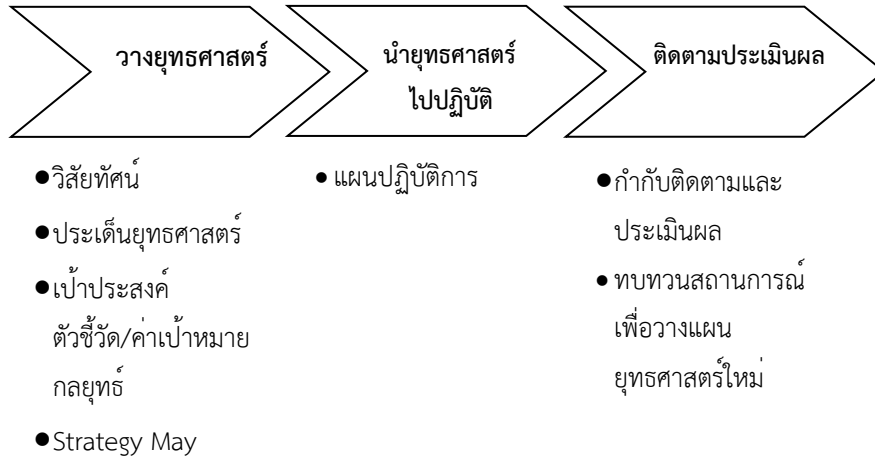 วางยุทธศาสตร์
นำยุทธศาสตร์
ไปปฏิบัติ
ติดตามประเมินผล
●วิสัยทัศน์
●ประเด็นยุทธศาสตร์
●เป้าประสงค์
ตัวชี้วัด/ค่าเป้าหมาย
กลยุทธ์
●Strategy May
• แผนปฏิบัติการ
●กำกับติดตามและ
ประเมินผล
• ทบทวนสถานการณ์
เพื่อวางแผน
ยุทธศาสตร์ใหม่